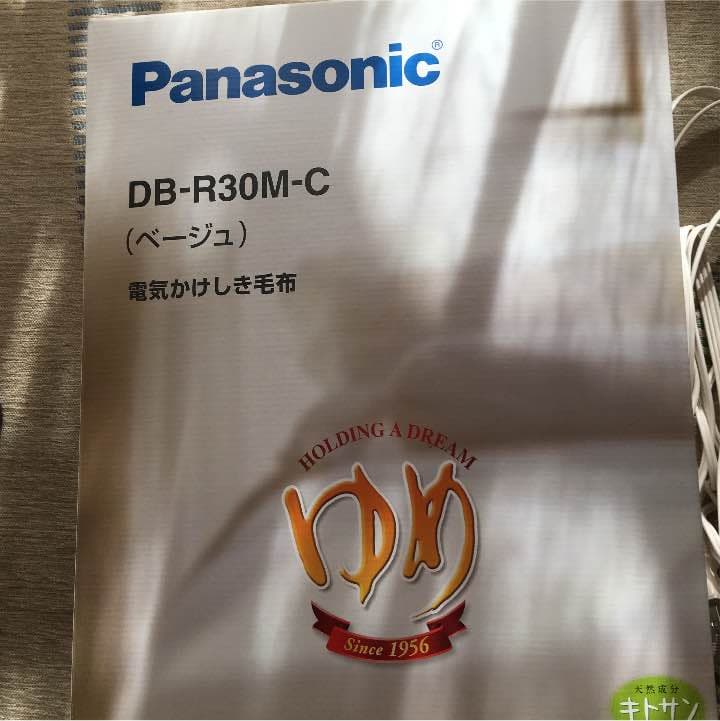 Panasonic®
DB-R30M-C
(ベージュ)
電気かけしき毛布
HOLDING A DREAM
ゆめ
Since 1956
天然成分
キトサン